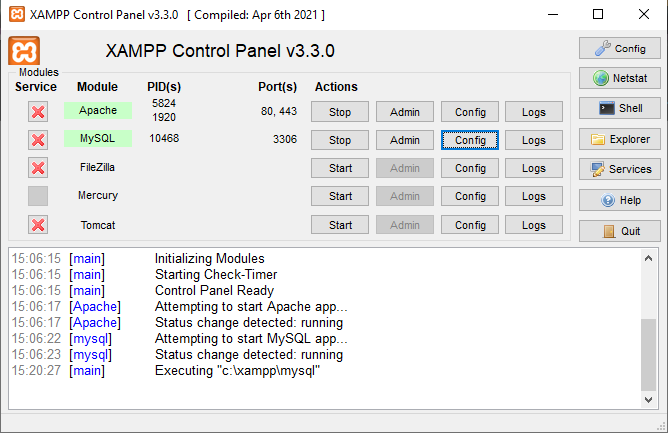 XAMPP Control Panel v3.3.0 [ Compiled: Apr 6th 2021 ]
XAMPP Control Panel v3.3.0
Config
Modules
Service Module PID(s) Port(s) Actions
Netstat
Apache 5824 1920 80, 443 Stop Admin Config Logs
Shell
MySQL 10468 3306 Stop Admin Config Logs
Explorer
FileZilla Start Admin Config Logs
Services
Mercury Start Admin Config Logs
Help
Tomcat Start Admin Config Logs
Quit
15:06:15 [main] Initializing Modules
15:06:15 [main] Starting Check-Timer
15:06:15 [main] Control Panel Ready
15:06:17 [Apache] Attempting to start Apache app...
15:06:17 [Apache] Status change detected: running
15:06:22 [mysql] Attempting to start MySQL app...
15:06:23 [mysql] Status change detected: running
15:20:27 [main] Executing "c:\xampp\mysql"